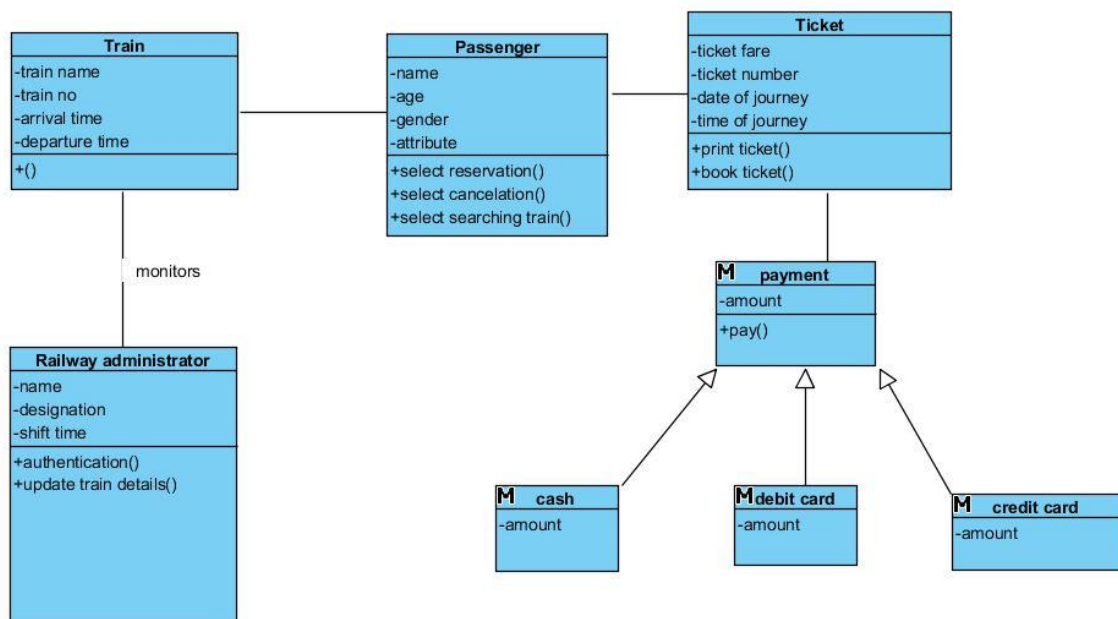 Train
-train name
-train no
-arrival time
-departure time
+()
Passenger
-name
-age
-gender
-attribute
+select reservation()
+select cancelation()
+select searching train()
Ticket
-ticket fare
-ticket number
-date of journey
-time of journey
+print ticket()
+book ticket()
monitors
M payment
-amount
+pay()
Railway administrator
-name
-designation
-shift time
+authentication()
+update train details()
M cash
-amount
M debit card
-amount
M credit card
-amount